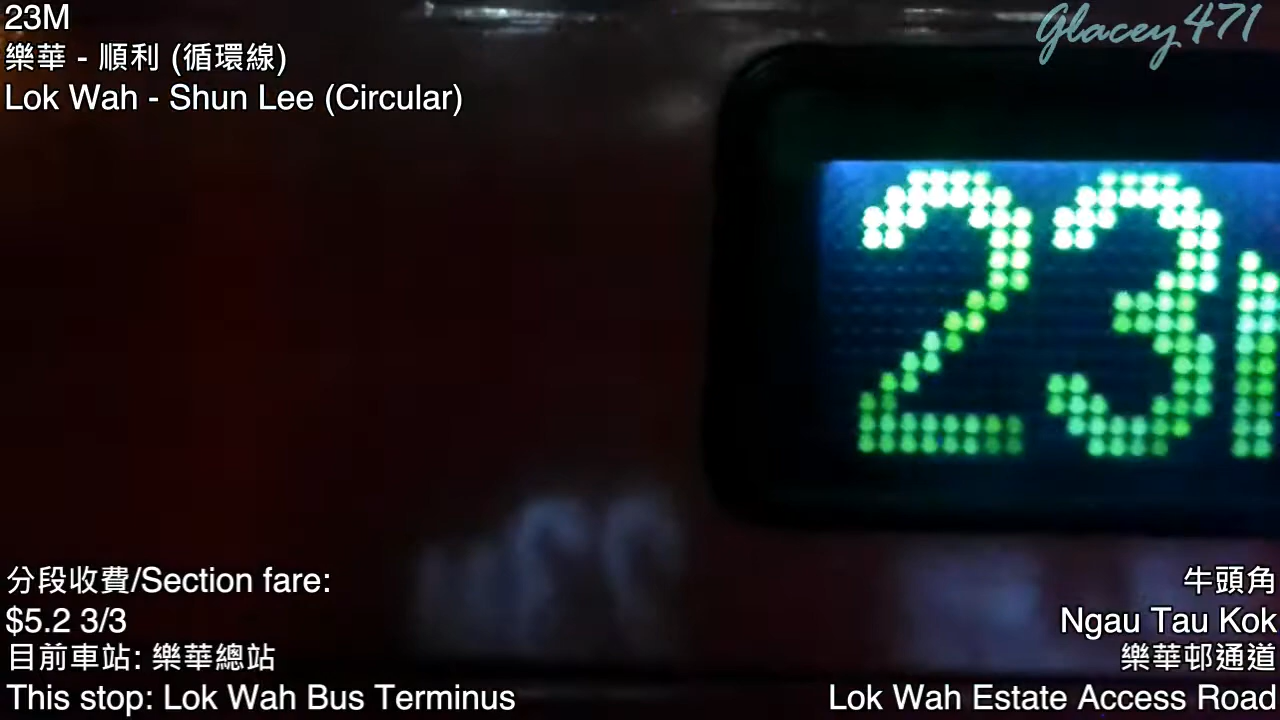 23M
樂華 - 順利 (循環線)
Lok Wah - Shun Lee (Circular)
Glacey471
23
分段收費/Section fare:
$5.2 3/3
目前車站: 樂華總站
This stop: Lok Wah Bus Terminus
牛頭角
Ngau Tau Kok
樂華邨通道
Lok Wah Estate Access Road